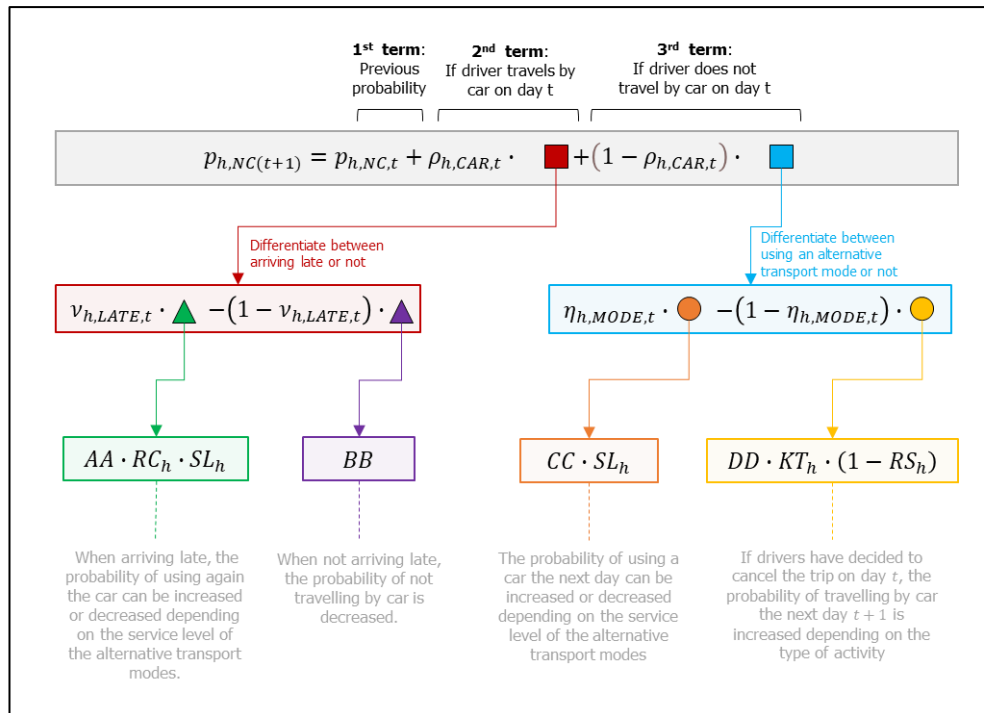 1st term:
Previous
probability
2nd term:
If driver travels by
car on day t
3rd term:
If driver does not
travel by car on day t
p_{h,NC(t+1)} = p_{h,NC,t} + ρ_{h,CAR,t} · +(1 − ρ_{h,CAR,t}) ·
Differentiate between
arriving late or not
Differentiate between
using an alternative
transport mode or not
ν_{h,LATE,t} · −(1 − ν_{h,LATE,t}) ·
η_{h,MODE,t} · −(1 − η_{h,MODE,t}) ·
AA · RC_h · SL_h
BB
CC · SL_h
DD · KT_h · (1 − RS_h)
When arriving late, the
probability of using again
the car can be increased
or decreased depending
on the service level of
the alternative transport
modes.
When not arriving late,
the probability of not
travelling by car is
decreased.
The probability of using a
car the next day can be
increased or decreased
depending on the service
level of the alternative
transport modes
If drivers have decided to
cancel the trip on day t, the
probability of travelling by car
the next day t + 1 is
increased depending on the
type of activity